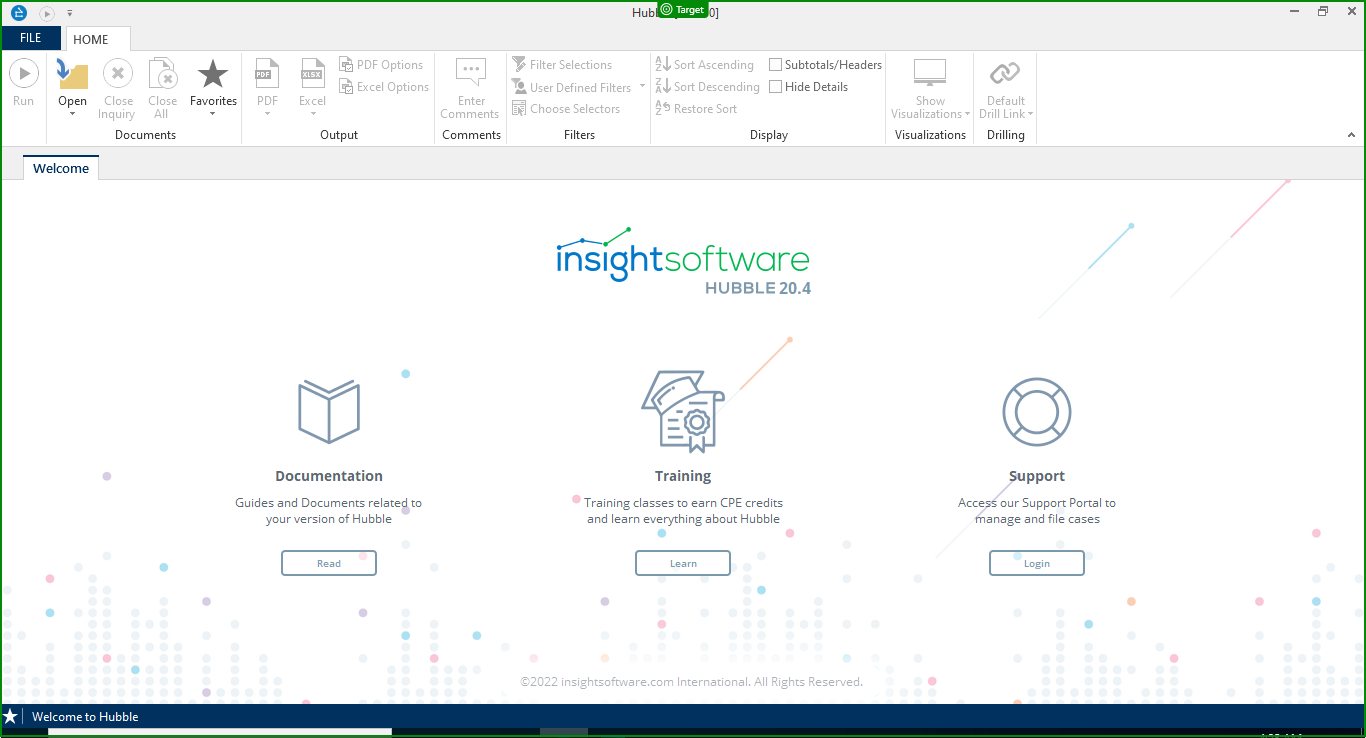 Hub
Target
0]
FILE
HOME
Run
Open
Close Inquiry
Close All
Favorites
Documents
PDF
PDF
XLSX
Excel
PDF Options
Excel Options
Output
Enter Comments
Comments
Filter Selections
User Defined Filters
Choose Selectors
Filters
Sort Ascending
Sort Descending
Restore Sort
Subtotals/Headers
Hide Details
Display
Show Visualizations
Visualizations
Default Drill Link
Drilling
Welcome
insightsoftware
HUBBLE 20.4
Documentation
Guides and Documents related to
your version of Hubble
Read
Training
Training classes to earn CPE credits
and learn everything about Hubble
Learn
Support
Access our Support Portal to
manage and file cases
Login
©2022 insightsoftware.com International. All Rights Reserved.
Welcome to Hubble